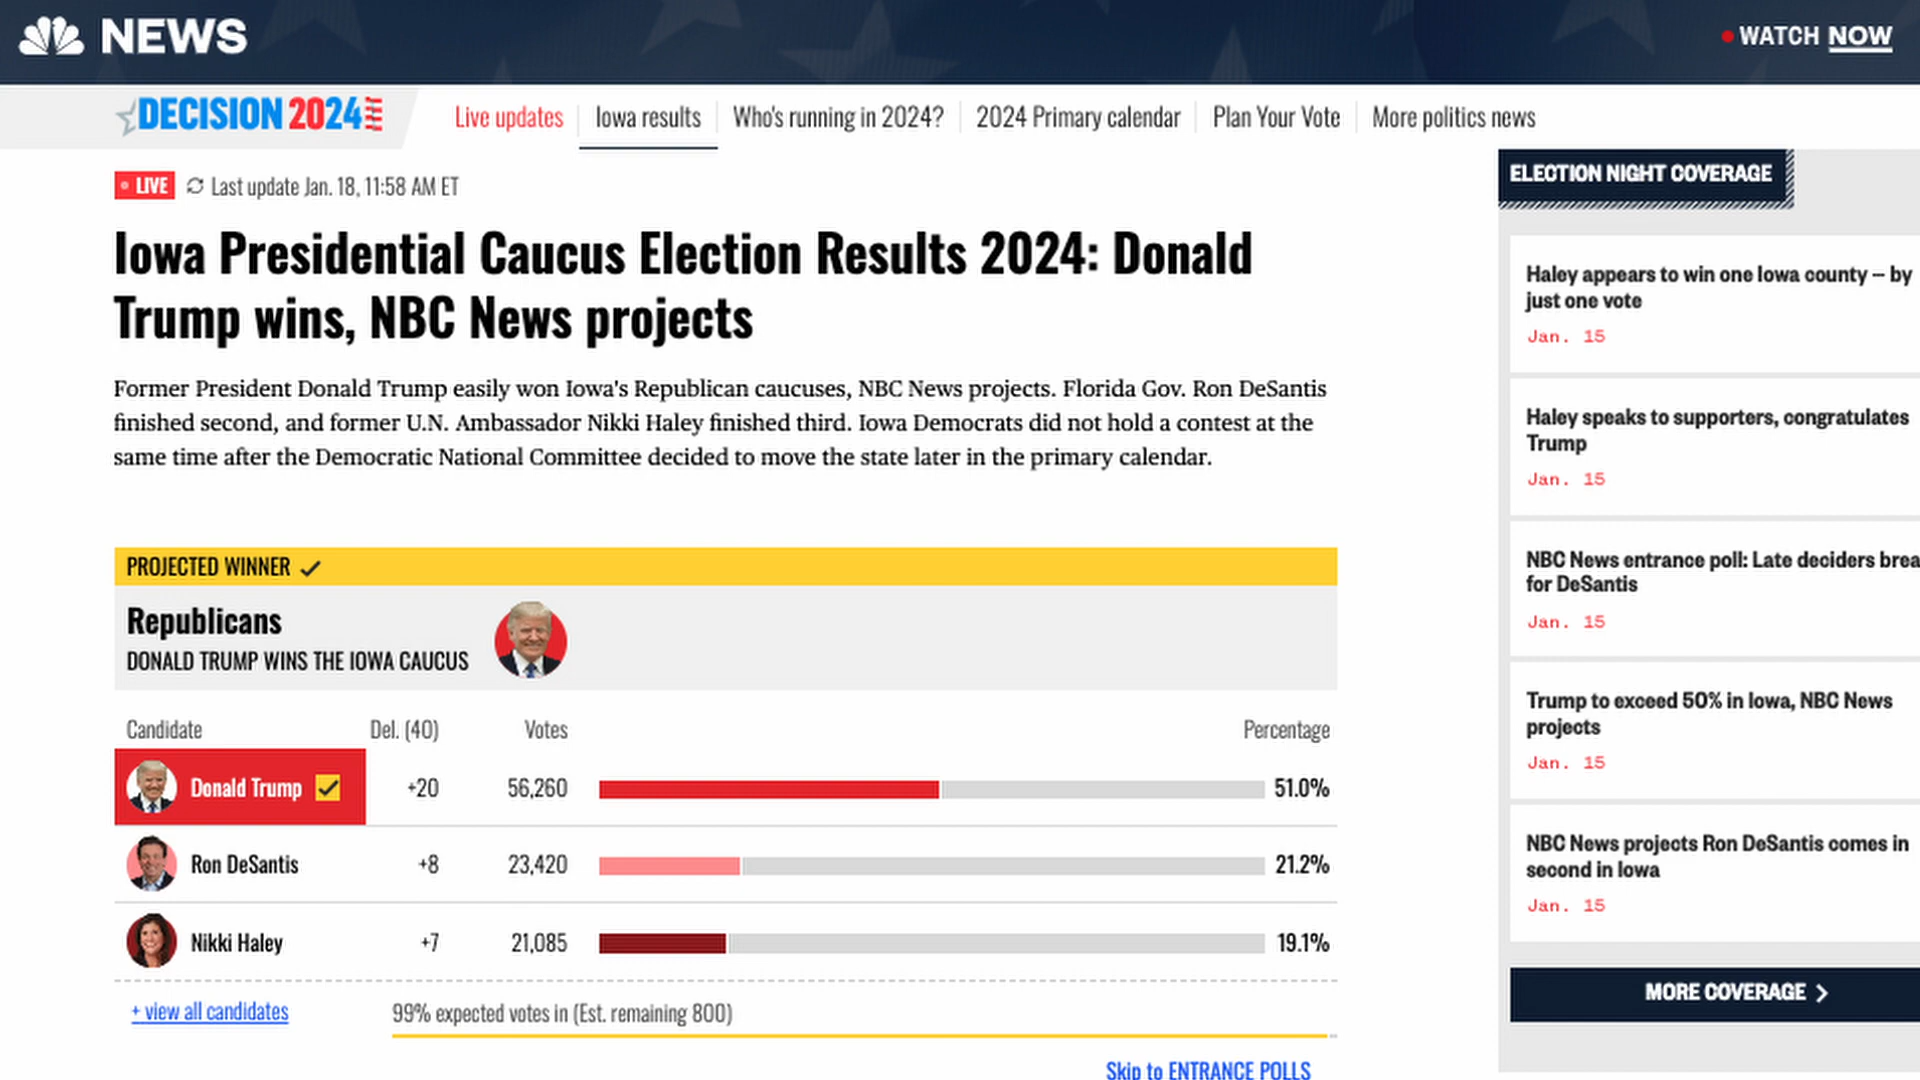 NEWS
WATCH NOW
DECISION 2024
Live updates
Iowa results
Who's running in 2024?
2024 Primary calendar
Plan Your Vote
More politics news
LIVE
Last update Jan. 18, 11:58 AM ET
Iowa Presidential Caucus Election Results 2024: Donald
Trump wins, NBC News projects
Former President Donald Trump easily won Iowa's Republican caucuses, NBC News projects. Florida Gov. Ron DeSantis
finished second, and former U.N. Ambassador Nikki Haley finished third. Iowa Democrats did not hold a contest at the
same time after the Democratic National Committee decided to move the state later in the primary calendar.
PROJECTED WINNER
Republicans
DONALD TRUMP WINS THE IOWA CAUCUS
Candidate Del. (40) Votes Percentage
Donald Trump +20 56,260 51.0%
Ron DeSantis +8 23,420 21.2%
Nikki Haley +7 21,085 19.1%
+ view all candidates
99% expected votes in (Est. remaining 800)
Skip to ENTRANCE POLLS
ELECTION NIGHT COVERAGE
Haley appears to win one Iowa county – by
just one vote
Jan. 15
Haley speaks to supporters, congratulates
Trump
Jan. 15
NBC News entrance poll: Late deciders brea
for DeSantis
Jan. 15
Trump to exceed 50% in Iowa, NBC News
projects
Jan. 15
NBC News projects Ron DeSantis comes in
second in Iowa
Jan. 15
MORE COVERAGE